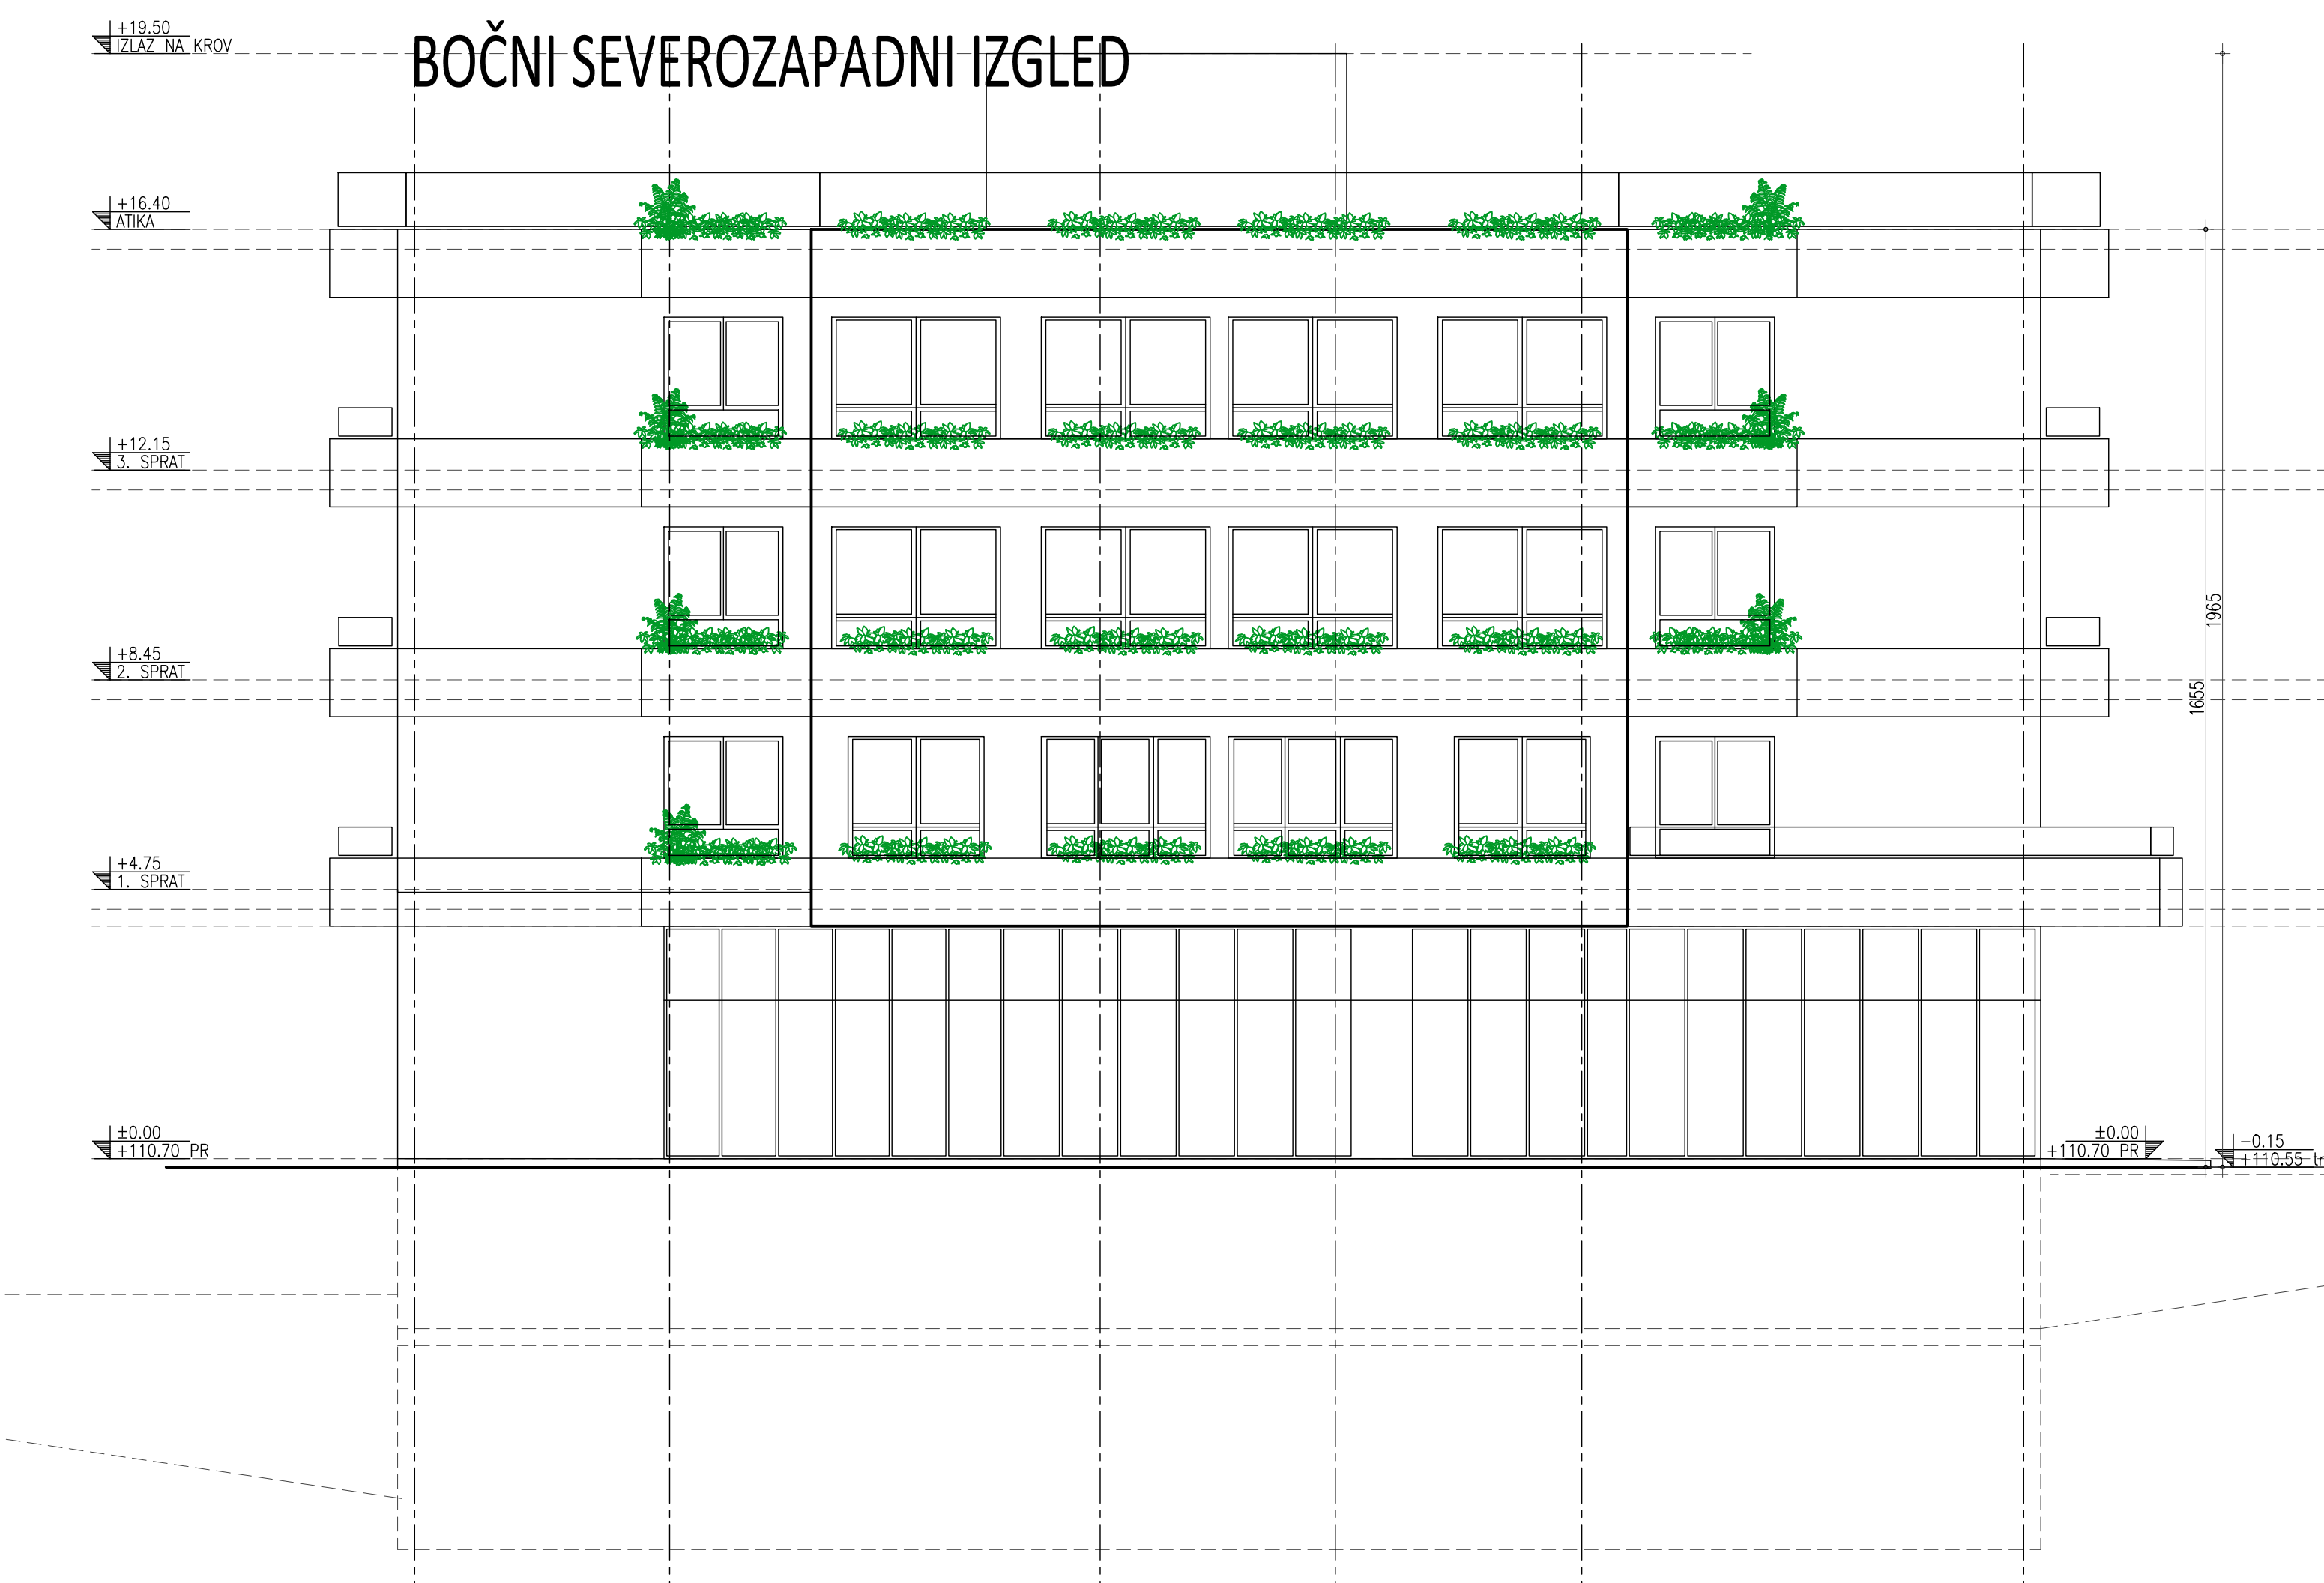 +19.50
IZLAZ NA KROV
BOČNI SEVEROZAPADNI IZGLED
+16.40
ATIKA
+12.15
3. SPRAT
+8.45
2. SPRAT
1965
1655
+4.75
1. SPRAT
±0.00
+110.70 PR
±0.00
+110.70 PR
-0.15
+110.55 tr